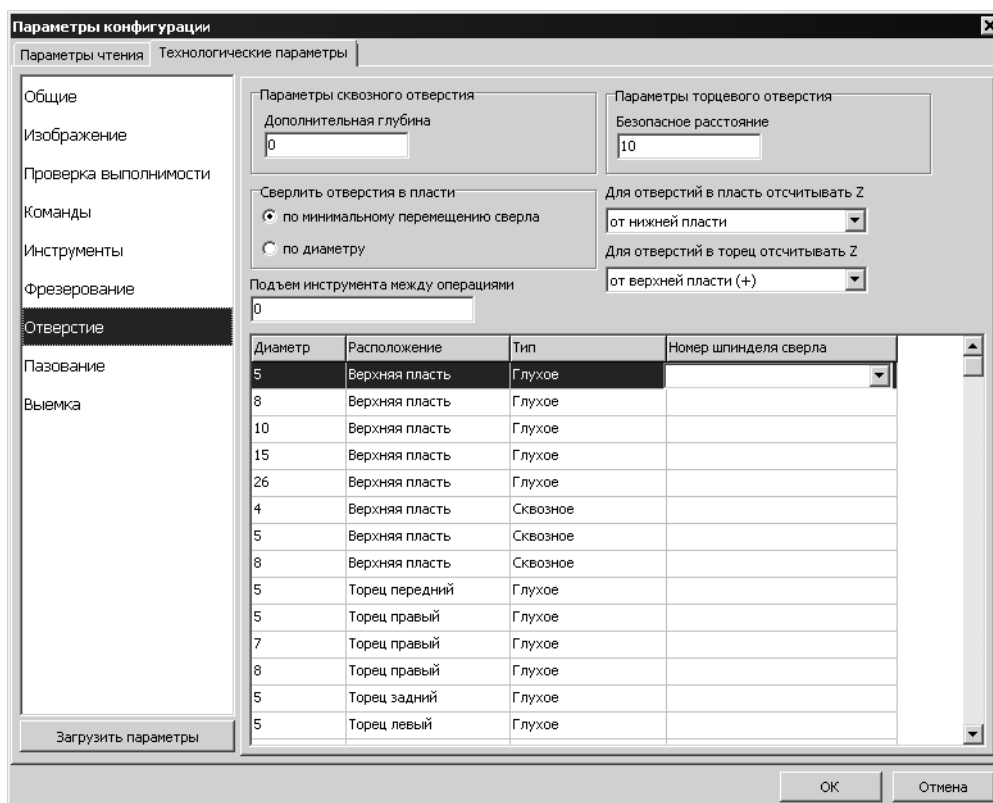 Параметры конфигурации
Параметры чтения Технологические параметры
Общие
Изображение
Проверка выполнимости
Команды
Инструменты
Фрезерование
Отверстие
Пазование
Выемка
Загрузить параметры
Параметры сквозного отверстия
Дополнительная глубина
0
Параметры торцевого отверстия
Безопасное расстояние
10
Сверлить отверстия в пласти
по минимальному перемещению сверла
по диаметру
Для отверстий в пласть отсчитывать Z
от нижней пласти
Для отверстий в торец отсчитывать Z
от верхней пласти (+)
Подъем инструмента между операциями
0
Диаметр Расположение Тип Номер шпинделя сверла
5 Верхняя пласть Глухое
8 Верхняя пласть Глухое
10 Верхняя пласть Глухое
15 Верхняя пласть Глухое
26 Верхняя пласть Глухое
4 Верхняя пласть Сквозное
5 Верхняя пласть Сквозное
8 Верхняя пласть Сквозное
5 Торец передний Глухое
5 Торец правый Глухое
7 Торец правый Глухое
8 Торец правый Глухое
5 Торец задний Глухое
5 Торец левый Глухое
ОК Отмена